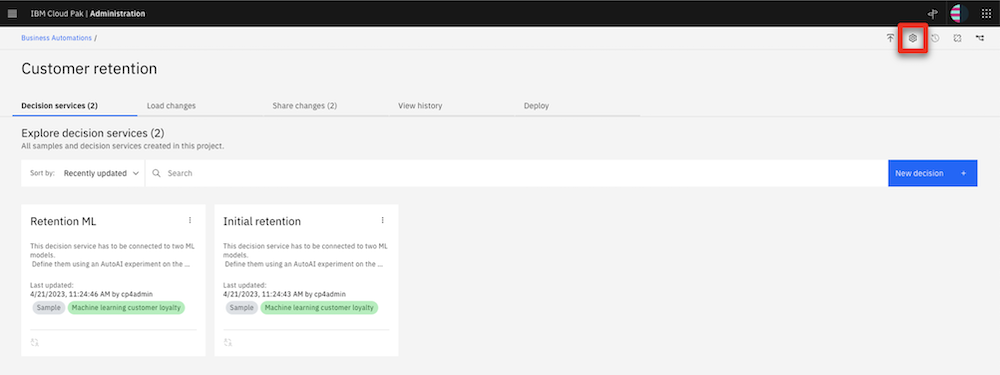 IBM Cloud Pak | Administration
Business Automations /
Customer retention
Decision services (2) Load changes Share changes (2) View history Deploy
Explore decision services (2)
All samples and decision services created in this project.
Sort by: Recently updated Search New decision +
Retention ML
This decision service has to be connected to two ML
models.
Define them using an AutoAI experiment on the ...
Last updated:
4/21/2023, 11:24:46 AM by cp4admin
Sample Machine learning customer loyalty
Initial retention
This decision service has to be connected to two ML
models.
Define them using an AutoAI experiment on the ...
Last updated:
4/21/2023, 11:24:43 AM by cp4admin
Sample Machine learning customer loyalty